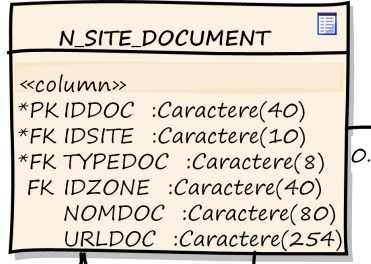 N_SITE_DOCUMENT
«column»
*PK IDDOC :Caractere(40)
*FK IDSITE :Caractere(10)
*FK TYPEDOC :Caractere(8)
FK IDZONE :Caractere(40)
NOMDOC :Caractere(80)
URLDOC :Caractere(254)
0.